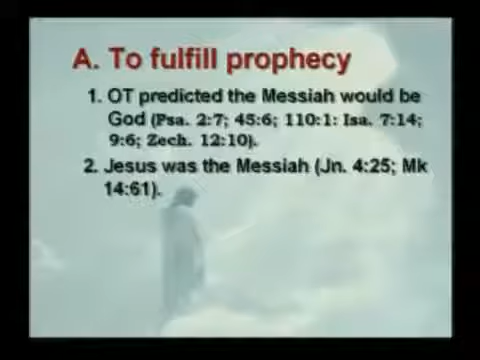 A. To fulfill prophecy
1. OT predicted the Messiah would be
God (Psa. 2:7; 45:6; 110:1: Isa. 7:14;
9:6; Zech. 12:10).
2. Jesus was the Messiah (Jn. 4:25; Mk
14:61).